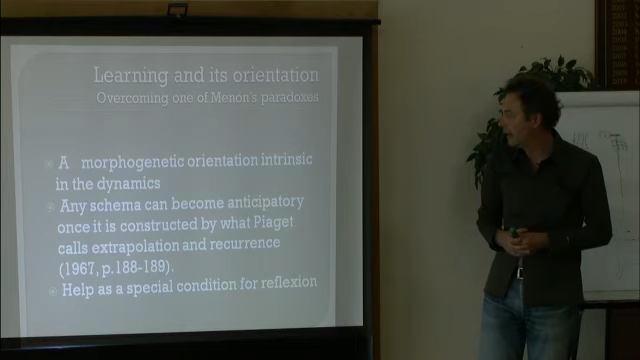 Learning and its orientation
Overcoming one of Menon's paradoxes
A morphogenetic orientation intrinsic
in the dynamics
Any schema can become anticipatory
once it is constructed by what Piaget
calls extrapolation and recurrence
(1967, p.188-189).
Help as a special condition for reflexion